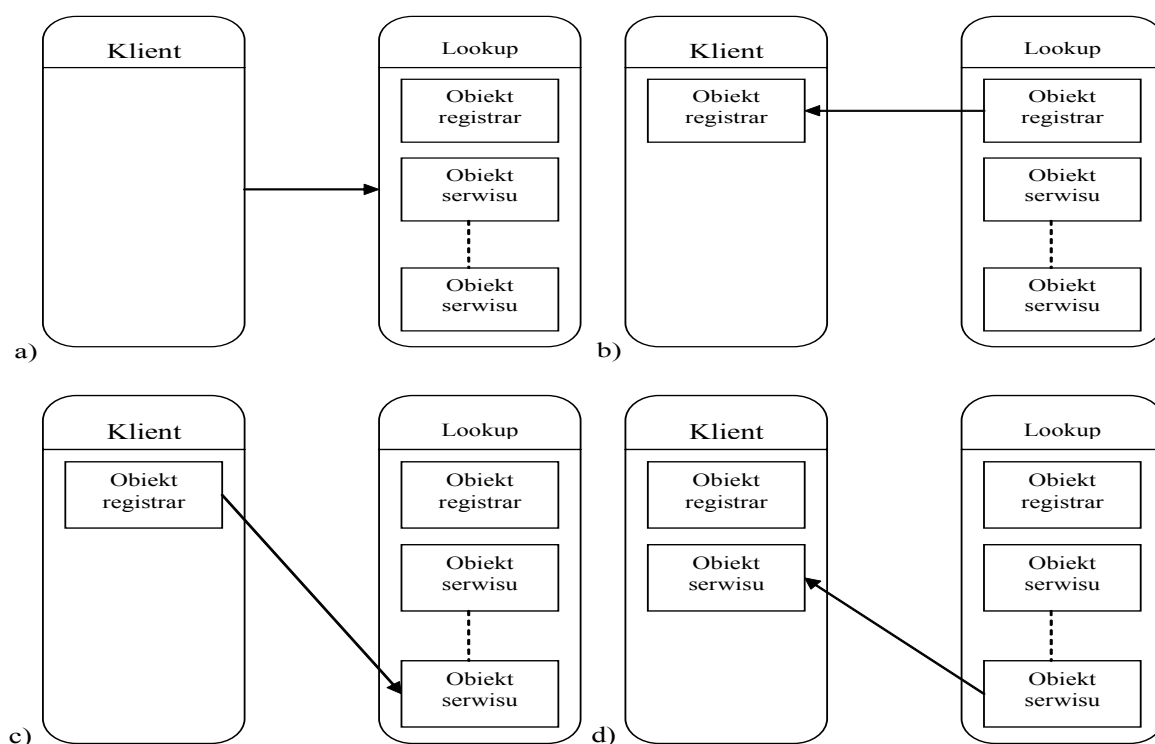 Klient
Lookup
Obiekt
registrar
Obiekt
serwisu
Obiekt
serwisu
a)
Klient
Obiekt
registrar
Lookup
Obiekt
registrar
Obiekt
serwisu
Obiekt
serwisu
b)
Klient
Obiekt
registrar
Lookup
Obiekt
registrar
Obiekt
serwisu
Obiekt
serwisu
c)
Klient
Obiekt
registrar
Obiekt
serwisu
Lookup
Obiekt
registrar
Obiekt
serwisu
Obiekt
serwisu
d)